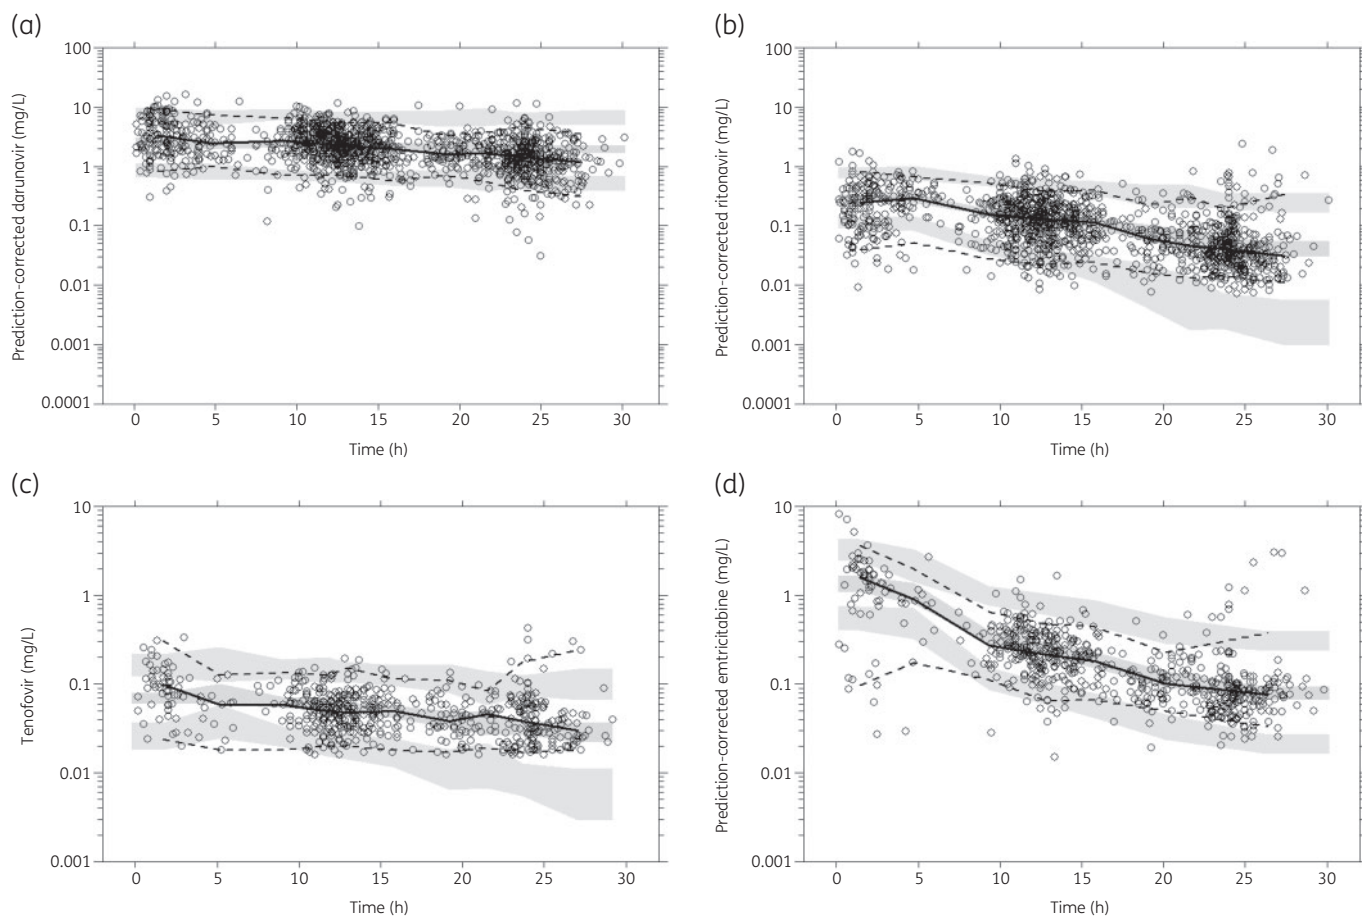 (a)
100
10
1
0.1
0.01
0.001
0.0001
Prediction-corrected darunavir (mg/L)
0 5 10 15 20 25 30
Time (h)
(b)
100
10
1
0.1
0.01
0.001
0.0001
Prediction-corrected ritonavir (mg/L)
0 5 10 15 20 25 30
Time (h)
(c)
10
1
0.1
0.01
0.001
Tenofovir (mg/L)
0 5 10 15 20 25 30
Time (h)
(d)
10
1
0.1
0.01
0.001
Prediction-corrected emtricitabine (mg/L)
0 5 10 15 20 25 30
Time (h)